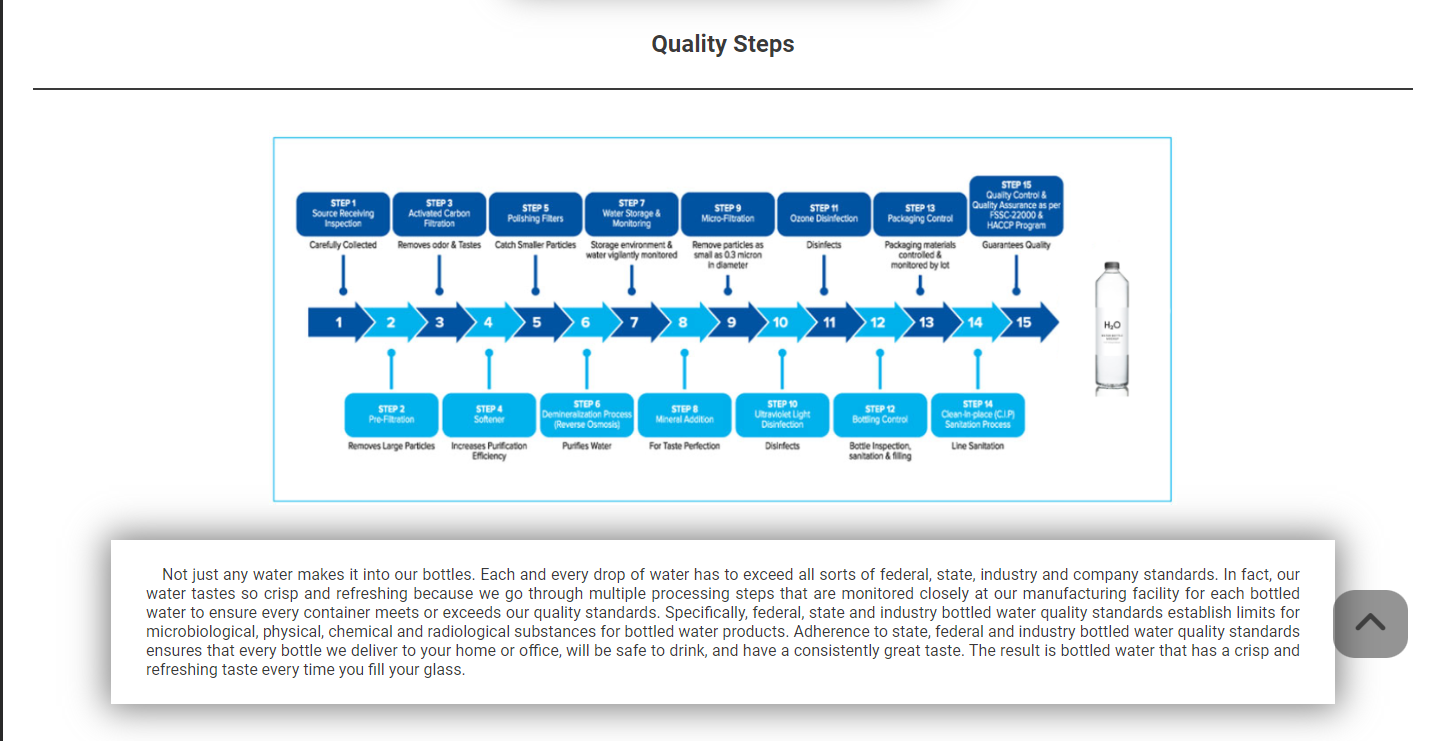 Quality Steps
STEP 1
Source Receiving
Inspection
Carefully Collected
STEP 3
Activated Carbon
Filtration
Removes odor & Tastes
STEP 5
Polishing Filters
Catch Smaller Particles
STEP 7
Water Storage &
Monitoring
Storage environment &
water vigilantly monitored
STEP 9
Micro-Filtration
Remove particles as
small as 0.3 micron
in diameter
STEP 11
Ozone Disinfection
Disinfects
STEP 13
Packaging Control
Packaging materials
controlled &
monitored by lot
STEP 15
Quality Control &
Quality Assurance as per
FSSC-22000 &
HACCP Program
Guarantees Quality
1 2 3 4 5 6 7 8 9 10 11 12 13 14 15
H₂O
STEP 2
Pre-Filtration
Removes Large Particles
STEP 4
Softener
Increases Purification
Efficiency
STEP 6
Demineralization Process
(Reverse Osmosis)
Purifies Water
STEP 8
Mineral Addition
For Taste Perfection
STEP 10
Ultraviolet Light
Disinfection
Disinfects
STEP 12
Bottling Control
Bottle Inspection,
sanitation & filling
STEP 14
Clean-in-place (C.I.P)
Sanitation Process
Line Sanitation
Not just any water makes it into our bottles. Each and every drop of water has to exceed all sorts of federal, state, industry and company standards. In fact, our
water tastes so crisp and refreshing because we go through multiple processing steps that are monitored closely at our manufacturing facility for each bottled
water to ensure every container meets or exceeds our quality standards. Specifically, federal, state and industry bottled water quality standards establish limits for
microbiological, physical, chemical and radiological substances for bottled water products. Adherence to state, federal and industry bottled water quality standards
ensures that every bottle we deliver to your home or office, will be safe to drink, and have a consistently great taste. The result is bottled water that has a crisp and
refreshing taste every time you fill your glass.